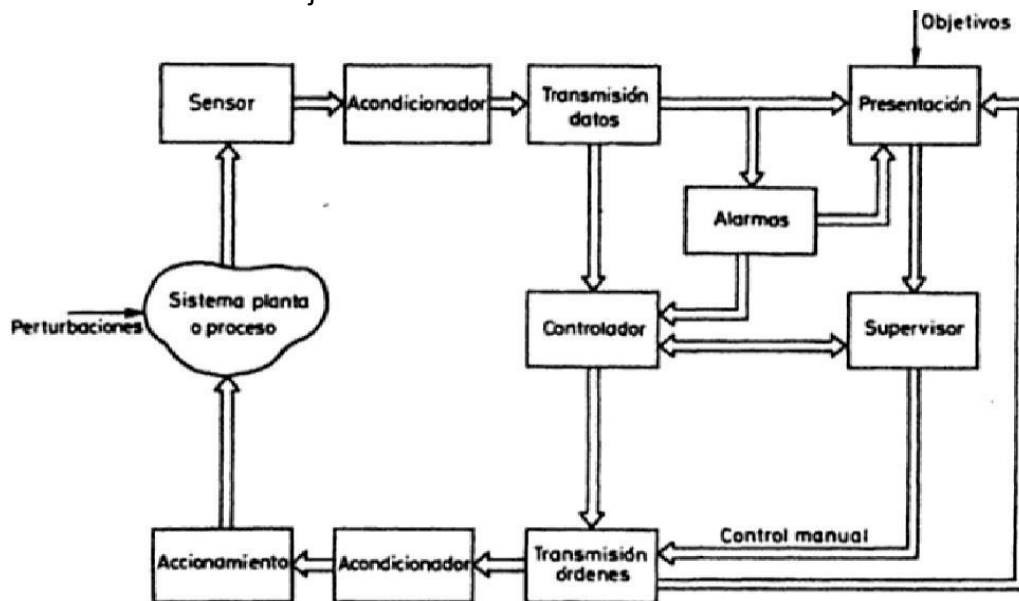 Objetivos
Sensor
Acondicionador
Transmisión
datos
Presentación
Alarmas
Sistema planta
o proceso
Perturbaciones
Controlador
Supervisor
Control manual
Accionamiento
Acondicionador
Transmisión
órdenes